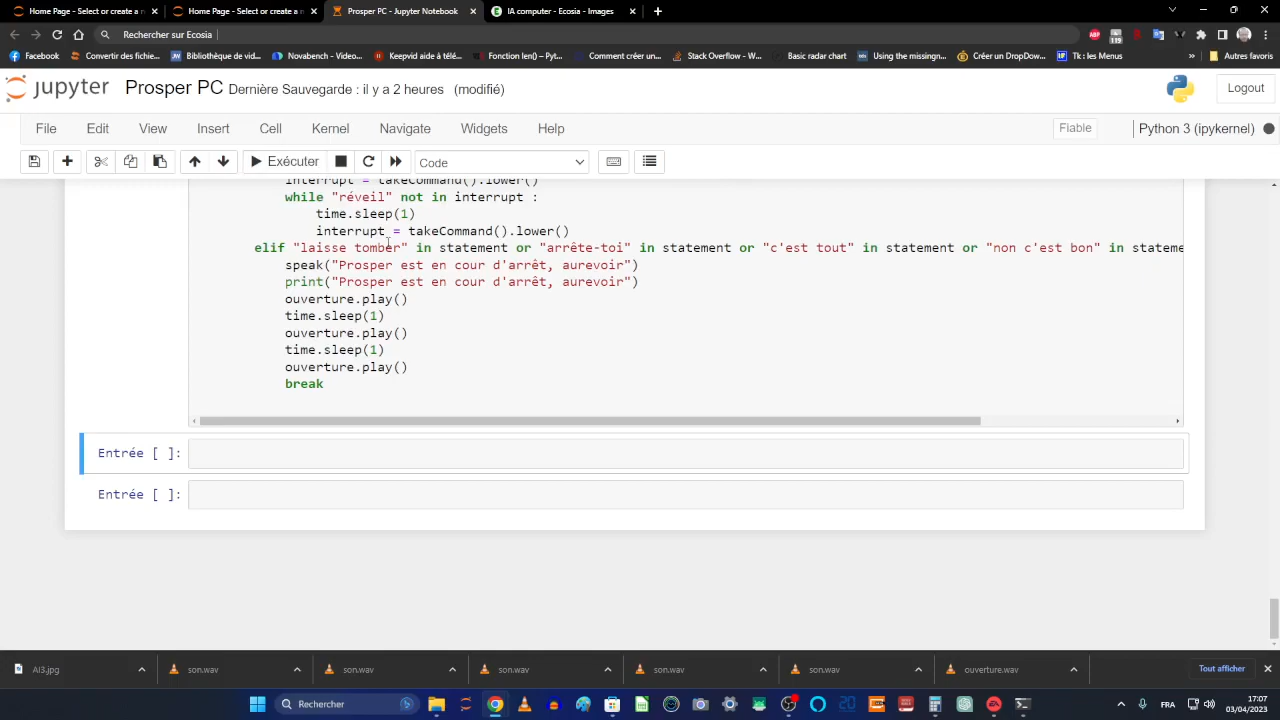 Home Page - Select or create a n
Home Page - Select or create a n
Prosper PC - Jupyter Notebook
IA computer - Ecosia - Images
Rechercher sur Ecosia
ABP
119
Facebook
Convertir des fichie...
Bibliothèque de vid...
Novabench - Video...
Keepvid aide à télé...
Fonction len() – Pyt...
Comment créer un...
Stack Overflow - W...
Basic radar chart
Using the missingn...
Créer un DropDow...
Tk : les Menus
»
Autres favoris
jupyter
Prosper PC
Dernière Sauvegarde : il y a 2 heures
(modifié)
Logout
File
Edit
View
Insert
Cell
Kernel
Navigate
Widgets
Help
Fiable
Python 3 (ipykernel)
Exécuter
Code
interrupt = takeCommand().lower()
while "réveil" not in interrupt :
time.sleep(1)
interrupt = takeCommand().lower()
elif "laisse tomber" in statement or "arrête-toi" in statement or "c'est tout" in statement or "non c'est bon" in stateme
speak("Prosper est en cour d'arrêt, aurevoir")
print("Prosper est en cour d'arrêt, aurevoir")
ouverture.play()
time.sleep(1)
ouverture.play()
time.sleep(1)
ouverture.play()
break
Entrée [ ]:
Entrée [ ]:
AI3.jpg
son.wav
son.wav
son.wav
son.wav
son.wav
ouverture.wav
Tout afficher
Rechercher
FRA
17:07
03/04/2023